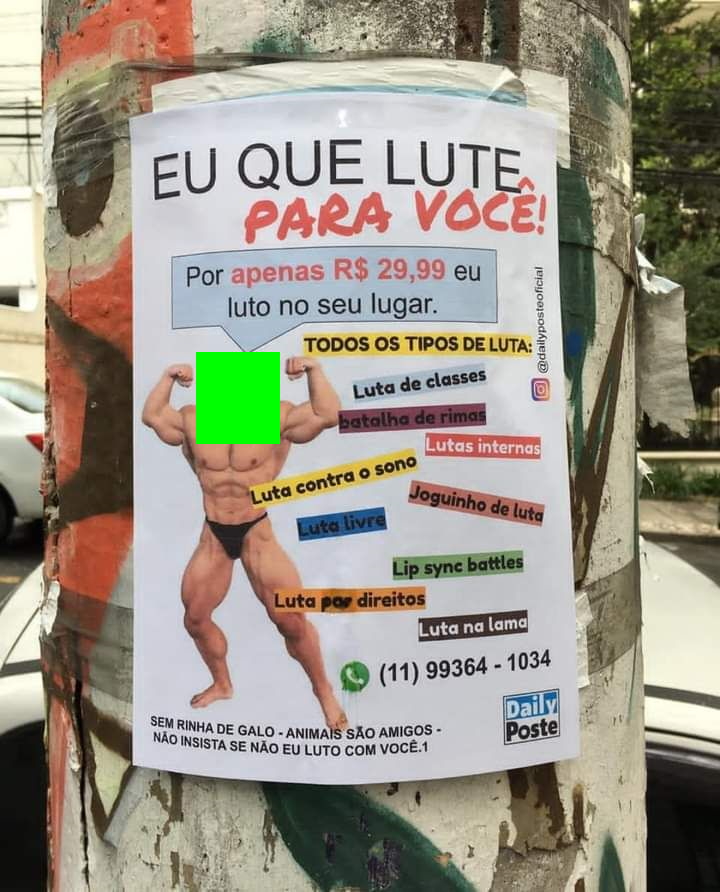 EU QUE LUTE
PARA VOCÊ!
Por apenas R$ 29,99 eu
luto no seu lugar.
@dailyposteoficial
TODOS OS TIPOS DE LUTA:
Luta de classes
batalha de rimas
Lutas internas
Luta contra o sono
Joguinho de luta
Luta livre
Lip sync battles
Luta por direitos
Luta na lama
(11) 99364 - 1034
SEM RINHA DE GALO - ANIMAIS SÃO AMIGOS -
NÃO INSISTA SE NÃO EU LUTO COM VOCÊ.1
Daily
Poste